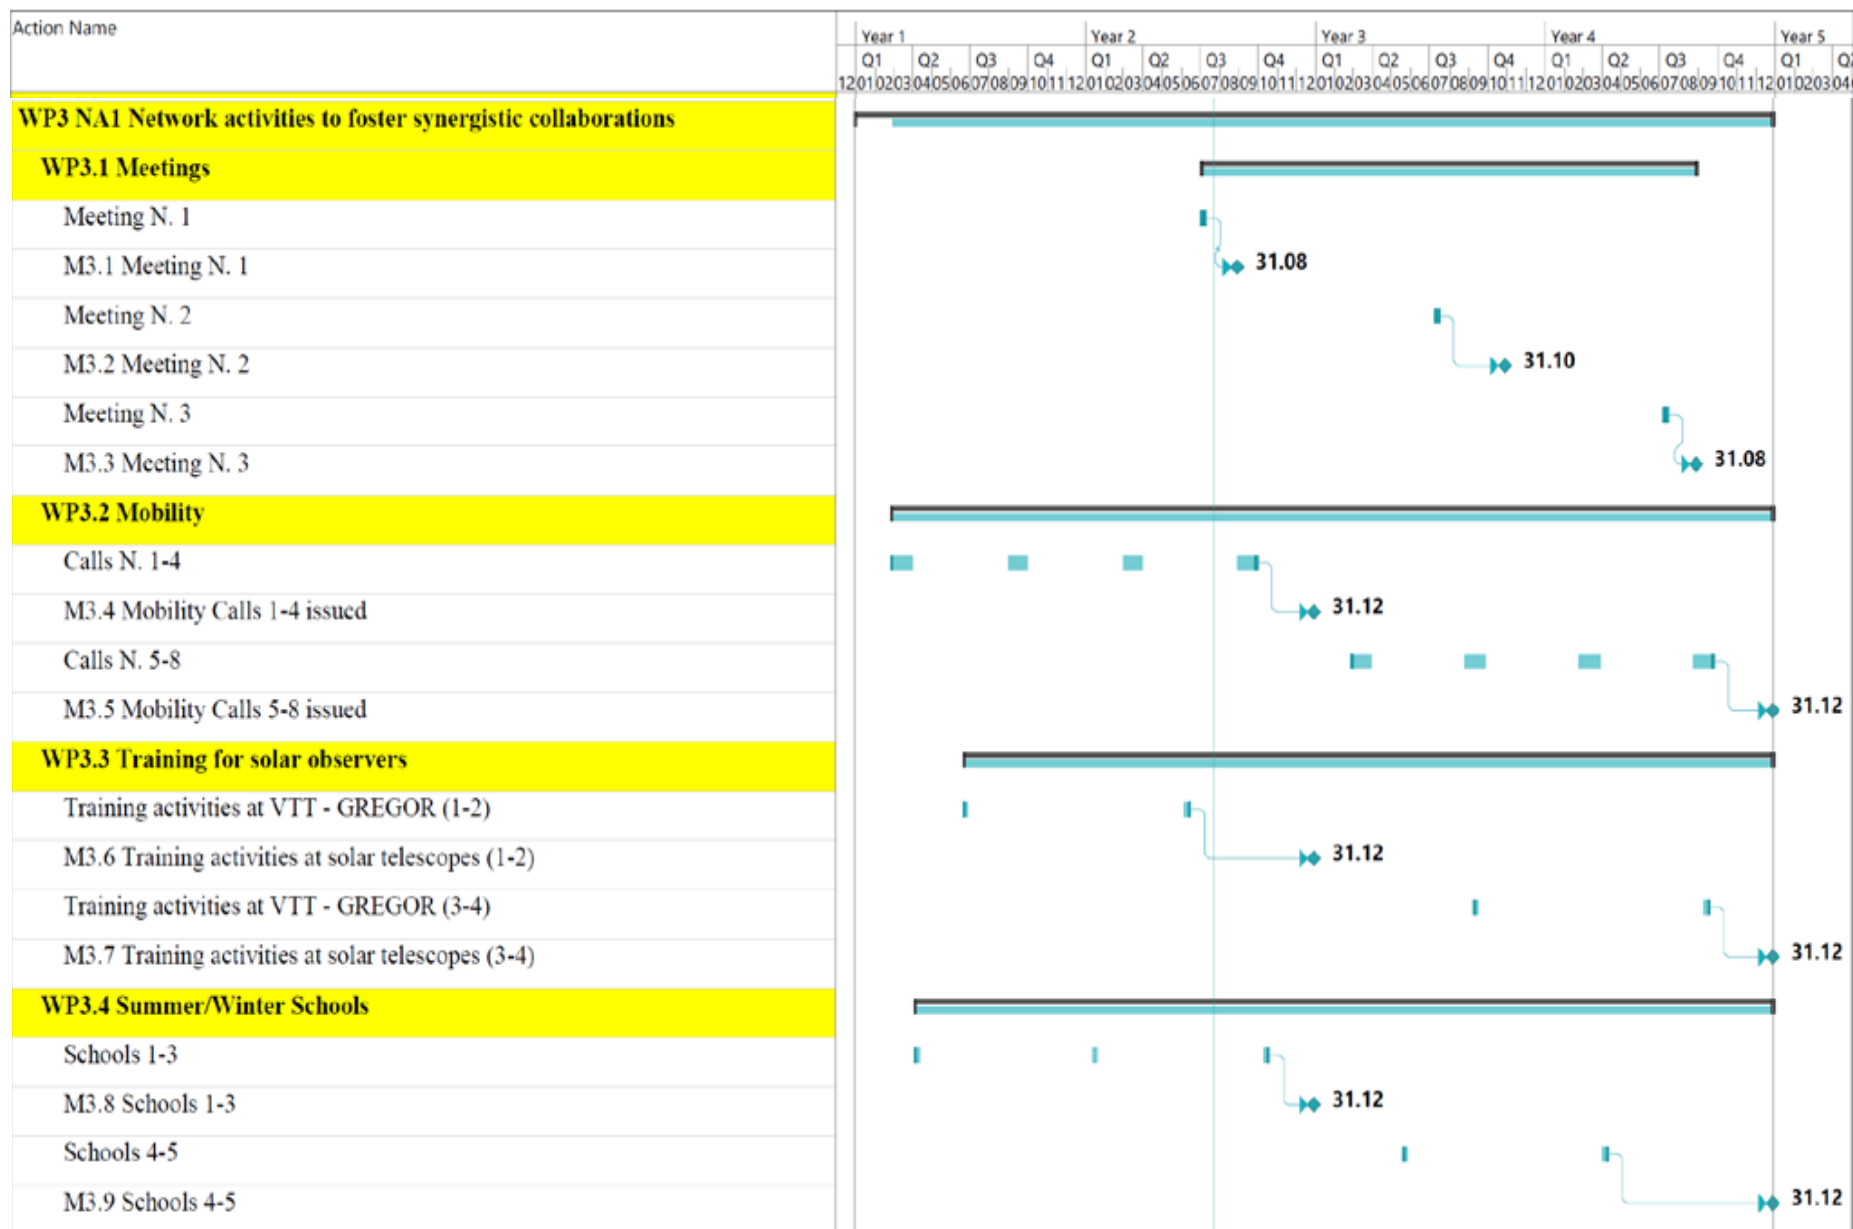 Action Name
Year 1 Year 2 Year 3 Year 4 Year 5
Q1 Q2 Q3 Q4 Q1 Q2 Q3 Q4 Q1 Q2 Q3 Q4 Q1 Q2 Q3 Q4 Q1
12 01 02 03 04 05 06 07 08 09 10 11 12 01 02 03 04 05 06 07 08 09 10 11 12 01 02 03 04 05 06 07 08 09 10 11 12 01 02 03 04 05 06 07 08 09 10 11 12 01 02 03 04
WP3 NA1 Network activities to foster synergistic collaborations
WP3.1 Meetings
Meeting N. 1
M3.1 Meeting N. 1 31.08
Meeting N. 2
M3.2 Meeting N. 2 31.10
Meeting N. 3
M3.3 Meeting N. 3 31.08
WP3.2 Mobility
Calls N. 1-4
M3.4 Mobility Calls 1-4 issued 31.12
Calls N. 5-8
M3.5 Mobility Calls 5-8 issued 31.12
WP3.3 Training for solar observers
Training activities at VTT - GREGOR (1-2)
M3.6 Training activities at solar telescopes (1-2) 31.12
Training activities at VTT - GREGOR (3-4)
M3.7 Training activities at solar telescopes (3-4) 31.12
WP3.4 Summer/Winter Schools
Schools 1-3
M3.8 Schools 1-3 31.12
Schools 4-5
M3.9 Schools 4-5 31.12